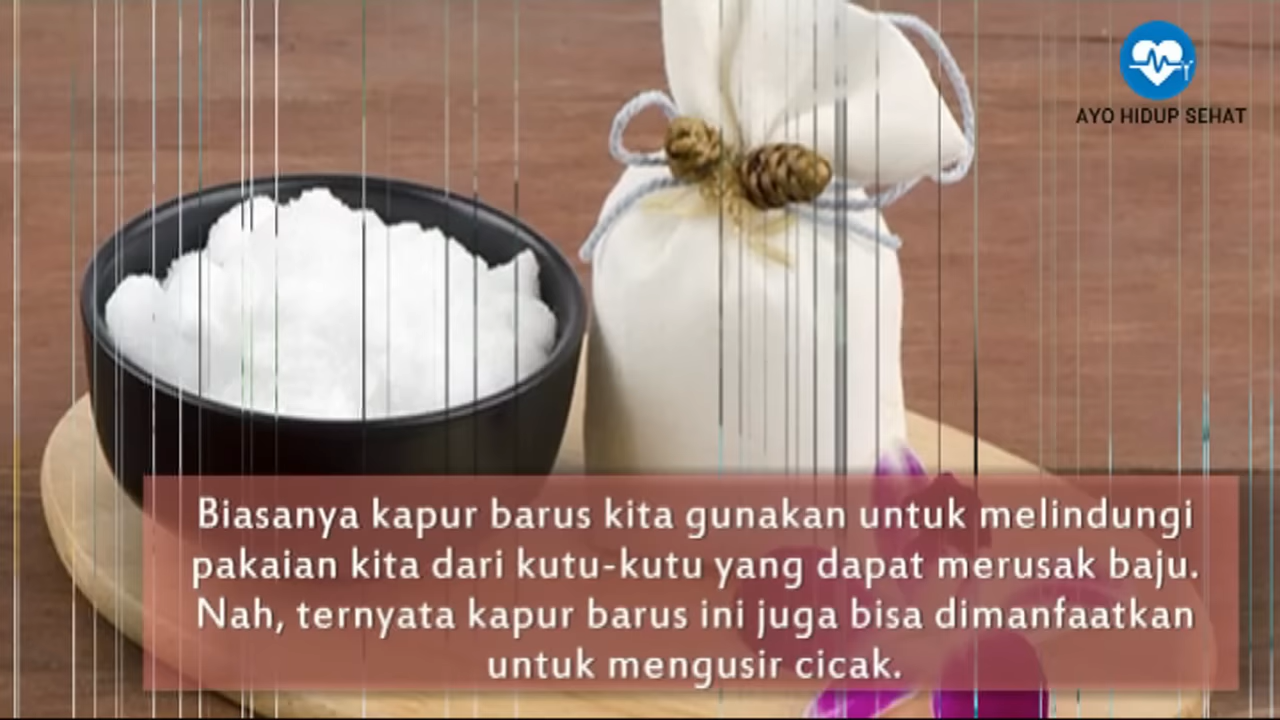 AYO HIDUP SEHAT
Biasanya kapur barus kita gunakan untuk melindungi
pakaian kita dari kutu-kutu yang dapat merusak baju.
Nah, ternyata kapur barus ini juga bisa dimanfaatkan
untuk mengusir cicak.